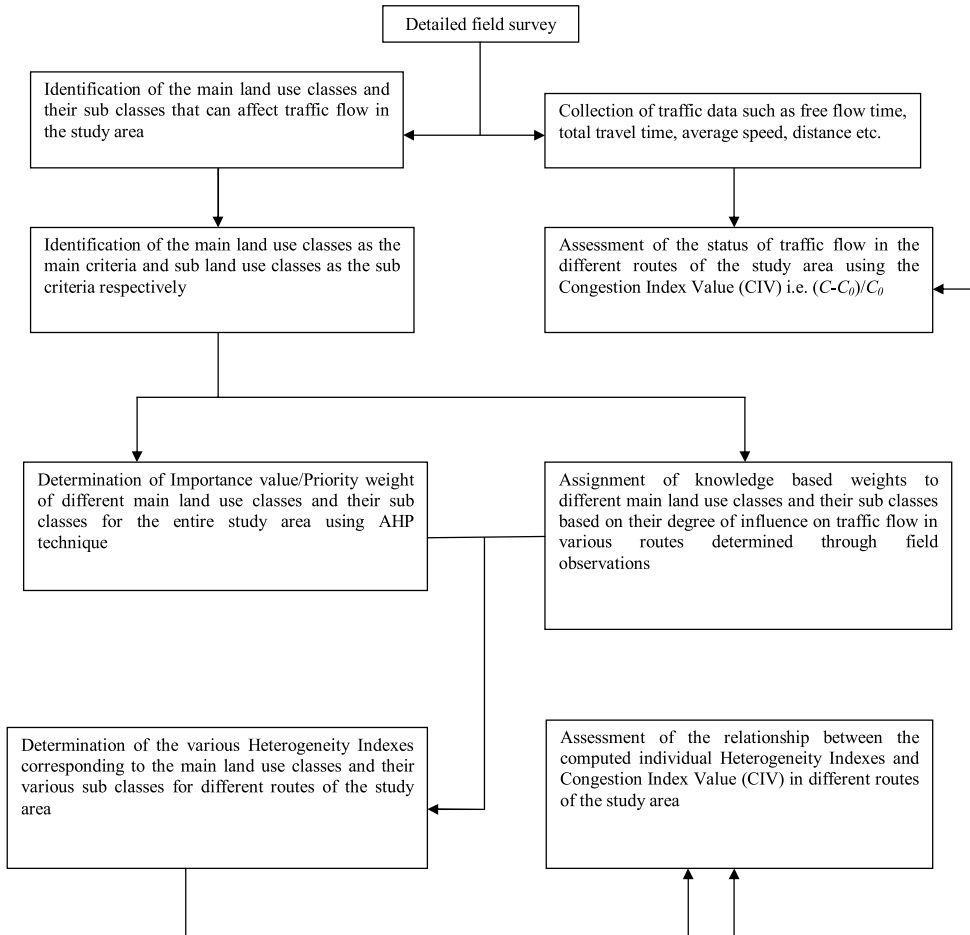 Detailed field survey
Identification of the main land use classes and
their sub classes that can affect traffic flow in
the study area
Collection of traffic data such as free flow time,
total travel time, average speed, distance etc.
Identification of the main land use classes as the
main criteria and sub land use classes as the sub
criteria respectively
Assessment of the status of traffic flow in the
different routes of the study area using the
Congestion Index Value (CIV) i.e. (C-C₀)/C₀
Determination of Importance value/Priority weight
of different main land use classes and their sub
classes for the entire study area using AHP
technique
Assignment of knowledge based weights to
different main land use classes and their sub classes
based on their degree of influence on traffic flow in
various routes determined through field
observations
Determination of the various Heterogeneity Indexes
corresponding to the main land use classes and their
various sub classes for different routes of the study
area
Assessment of the relationship between the
computed individual Heterogeneity Indexes and
Congestion Index Value (CIV) in different routes
of the study area